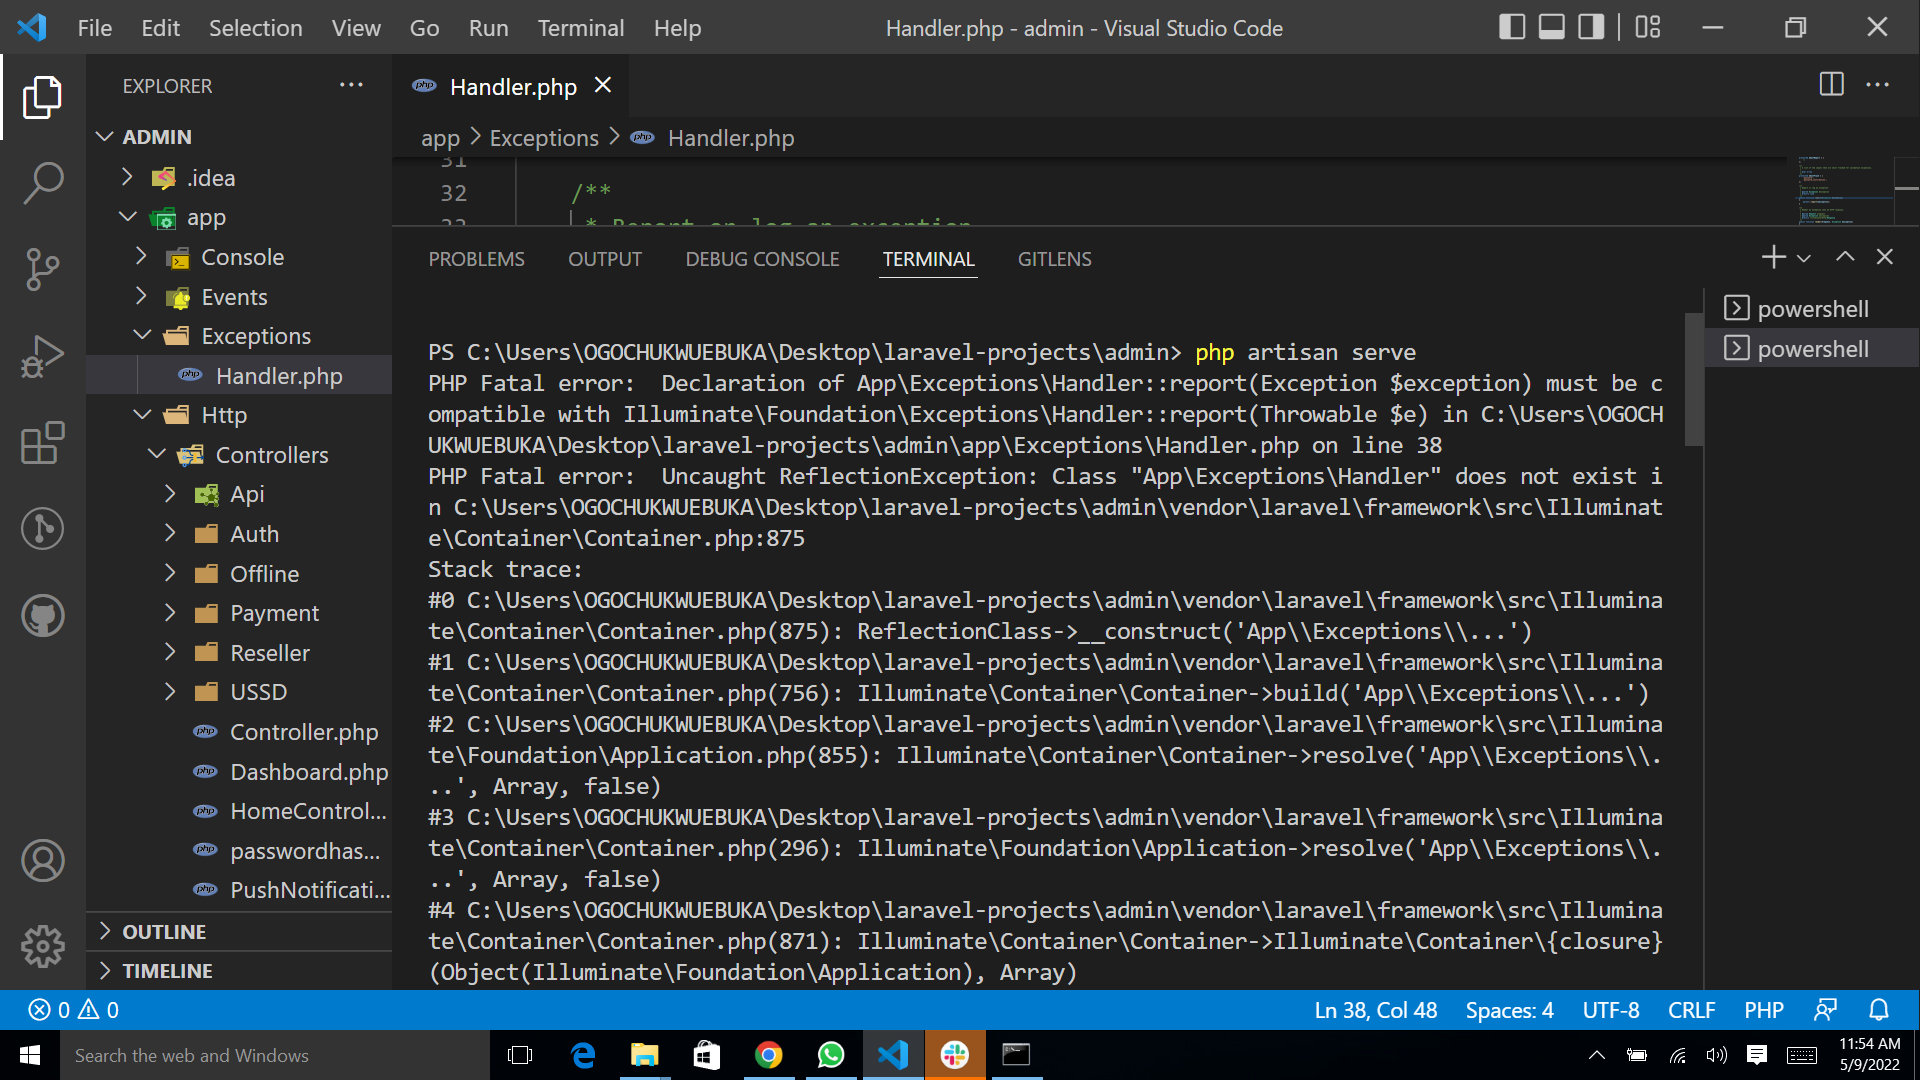 File Edit Selection View Go Run Terminal Help
Handler.php - admin - Visual Studio Code
EXPLORER
ADMIN
.idea
app
Console
Events
Exceptions
Handler.php
Http
Controllers
Api
Auth
Offline
Payment
Reseller
USSD
Controller.php
Dashboard.php
HomeControl...
passwordhas...
PushNotificati...
OUTLINE
TIMELINE
php Handler.php
app > Exceptions > php Handler.php
31
32 /**
33 * Report or log an exception
PROBLEMS OUTPUT DEBUG CONSOLE TERMINAL GITLENS
powershell
powershell
PS C:\Users\OGOCHUKWUEBUKA\Desktop\laravel-projects\admin> php artisan serve
PHP Fatal error:  Declaration of App\Exceptions\Handler::report(Exception $exception) must be c
ompatible with Illuminate\Foundation\Exceptions\Handler::report(Throwable $e) in C:\Users\OGOCH
UKWUEBUKA\Desktop\laravel-projects\admin\app\Exceptions\Handler.php on line 38
PHP Fatal error:  Uncaught ReflectionException: Class "App\Exceptions\Handler" does not exist i
n C:\Users\OGOCHUKWUEBUKA\Desktop\laravel-projects\admin\vendor\laravel\framework\src\Illuminat
e\Container\Container.php:875
Stack trace:
#0 C:\Users\OGOCHUKWUEBUKA\Desktop\laravel-projects\admin\vendor\laravel\framework\src\Illumina
te\Container\Container.php(875): ReflectionClass->__construct('App\\Exceptions\\...')
#1 C:\Users\OGOCHUKWUEBUKA\Desktop\laravel-projects\admin\vendor\laravel\framework\src\Illumina
te\Container\Container.php(756): Illuminate\Container\Container->build('App\\Exceptions\\...')
#2 C:\Users\OGOCHUKWUEBUKA\Desktop\laravel-projects\admin\vendor\laravel\framework\src\Illumina
te\Foundation\Application.php(855): Illuminate\Container\Container->resolve('App\\Exceptions\\.
..', Array, false)
#3 C:\Users\OGOCHUKWUEBUKA\Desktop\laravel-projects\admin\vendor\laravel\framework\src\Illumina
te\Container\Container.php(296): Illuminate\Foundation\Application->resolve('App\\Exceptions\\.
..', Array, false)
#4 C:\Users\OGOCHUKWUEBUKA\Desktop\laravel-projects\admin\vendor\laravel\framework\src\Illumina
te\Container\Container.php(871): Illuminate\Container\Container->Illuminate\Container\{closure}
(Object(Illuminate\Foundation\Application), Array)
0 0
Ln 38, Col 48 Spaces: 4 UTF-8 CRLF PHP
Search the web and Windows
11:54 AM
5/9/2022